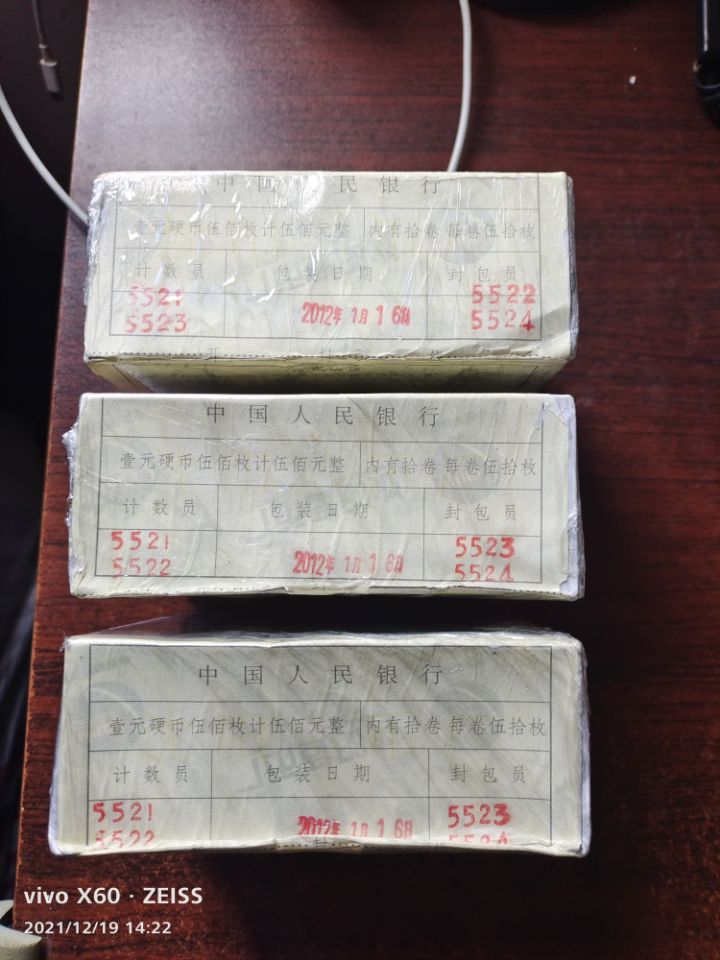 中国人民银行
壹元硬币伍佰枚计伍佰元整 内有拾卷 每卷伍拾枚
计数员 包装日期 封包员
5521 5522
5523 2012年1月16日 5524
开 封
中国人民银行
壹元硬币伍佰枚计伍佰元整 内有拾卷 每卷伍拾枚
计数员 包装日期 封包员
5521 5523
5522 2012年1月16日 5524
中国人民银行
壹元硬币伍佰枚计伍佰元整 内有拾卷 每卷伍拾枚
计数员 包装日期 封包员
5521 5523
5522 2012年1月16日 5524
封
vivo X60 · ZEISS
2021/12/19 14:22